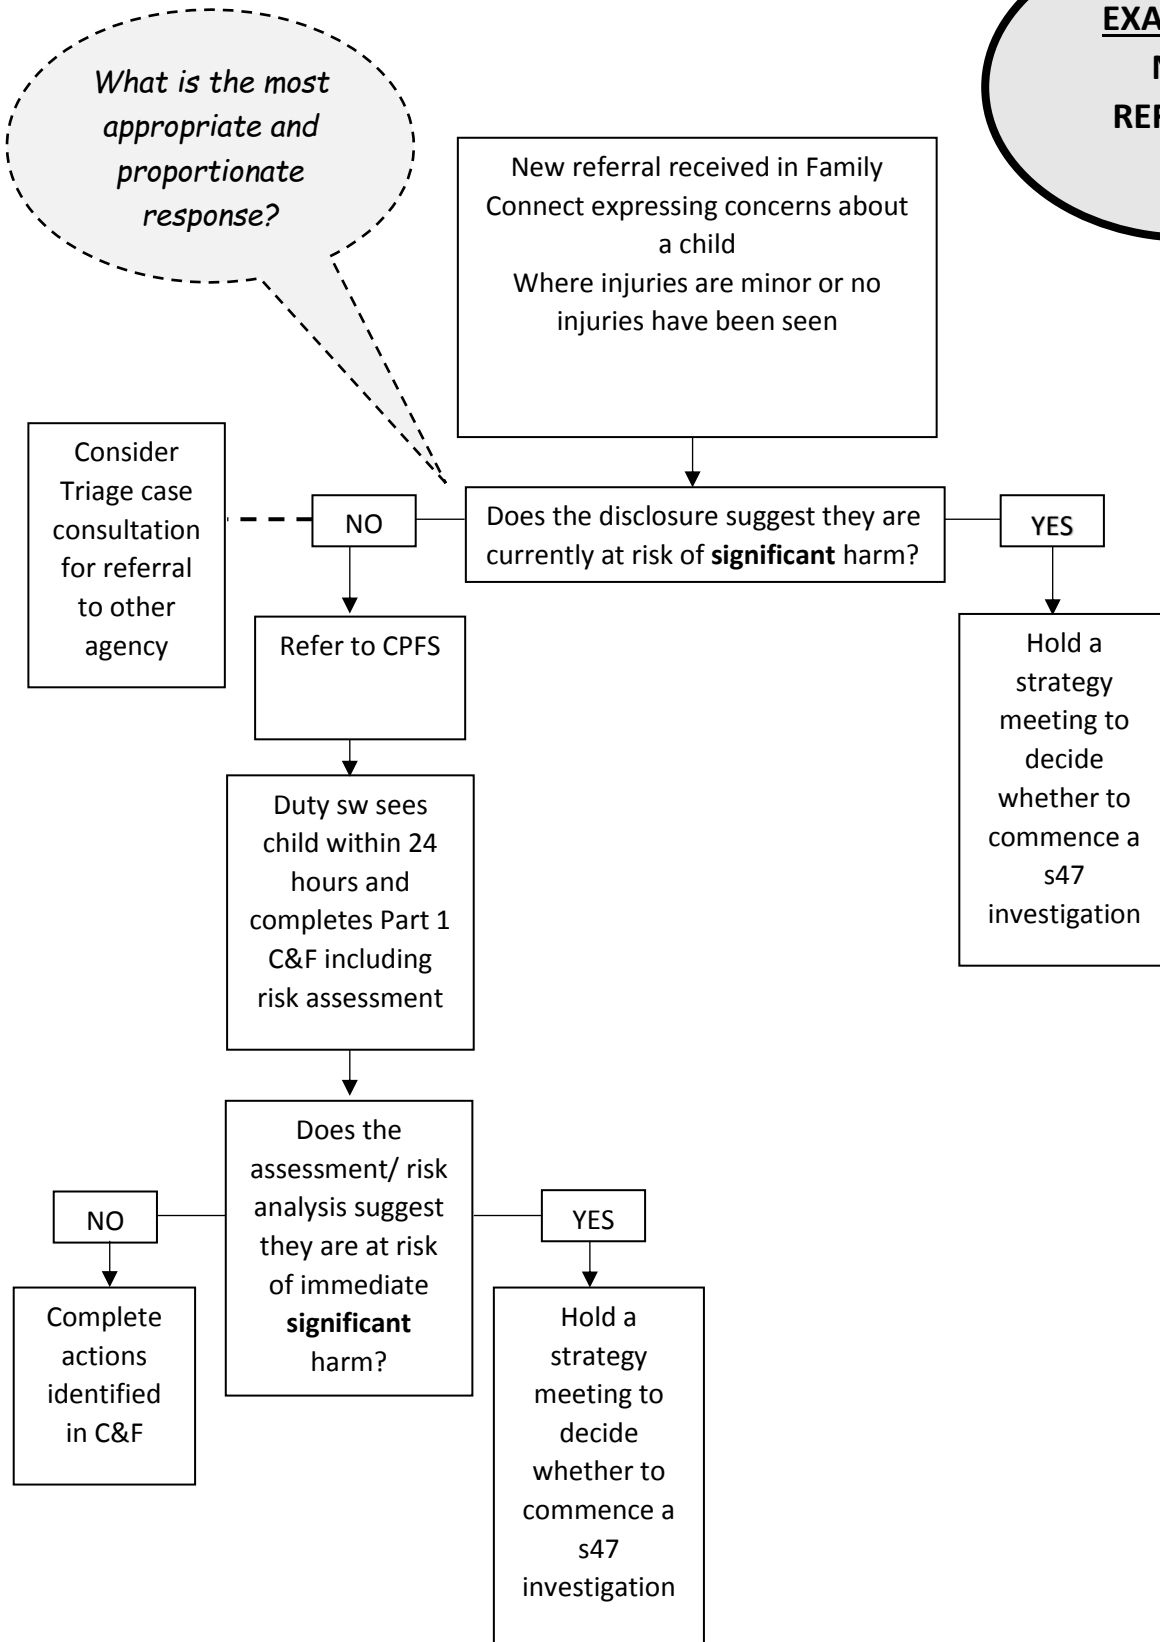 What is the most
appropriate and
proportionate
response?
New referral received in Family
Connect expressing concerns about
a child
Where injuries are minor or no
injuries have been seen
Consider
Triage case
consultation
for referral
to other
agency
NO
Does the disclosure suggest they are
currently at risk of significant harm?
YES
Refer to CPFS
Hold a
strategy
meeting to
decide
whether to
commence a
s47
investigation
Duty sw sees
child within 24
hours and
completes Part 1
C&F including
risk assessment
Does the
assessment/ risk
analysis suggest
they are at risk
of immediate
significant
harm?
NO
YES
Complete
actions
identified
in C&F
Hold a
strategy
meeting to
decide
whether to
commence a
s47
investigation